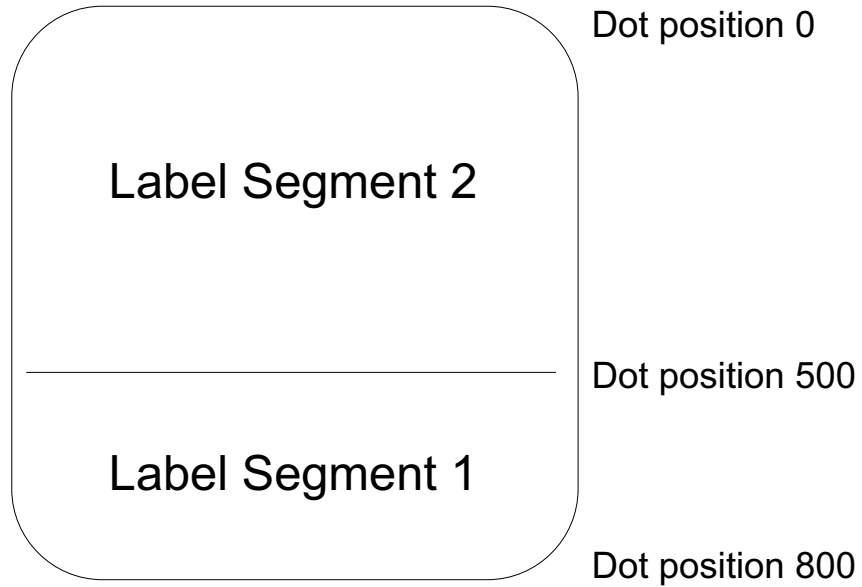 Dot position 0
Label Segment 2
Dot position 500
Label Segment 1
Dot position 800